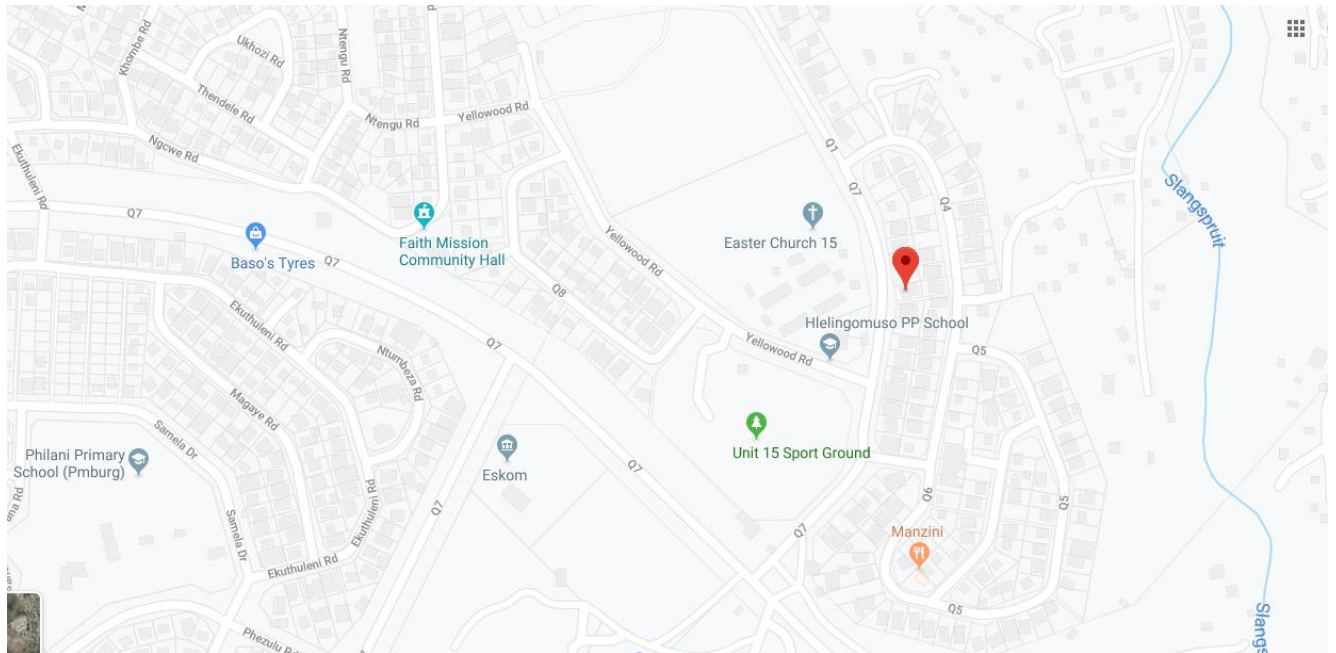 Ukhozi Rd
Khombe Rd
Ntengu Rd
Thendele Rd
Ntengu Rd
Yellowood Rd
Ngcwe Rd
Ekuthuleni Rd
Q1
Q7
Q4
Slangspruit
Q7
Baso's Tyres
Q7
Faith Mission
Community Hall
Yellowood Rd
Easter Church 15
Q8
Ekuthuleni Rd
Hlelingomuso PP School
Yellowood Rd
Q7
Ntumbeza Rd
Q5
Magaye Rd
Samela Dr
Unit 15 Sport Ground
Philani Primary
School (Pmburg)
Eskom
Q7
Q6
Q5
Ekuthuleni Rd
Q7
Q7
Manzini
Samela Dr
Ekuthuleni Rd
Q5
Phezulu Rd